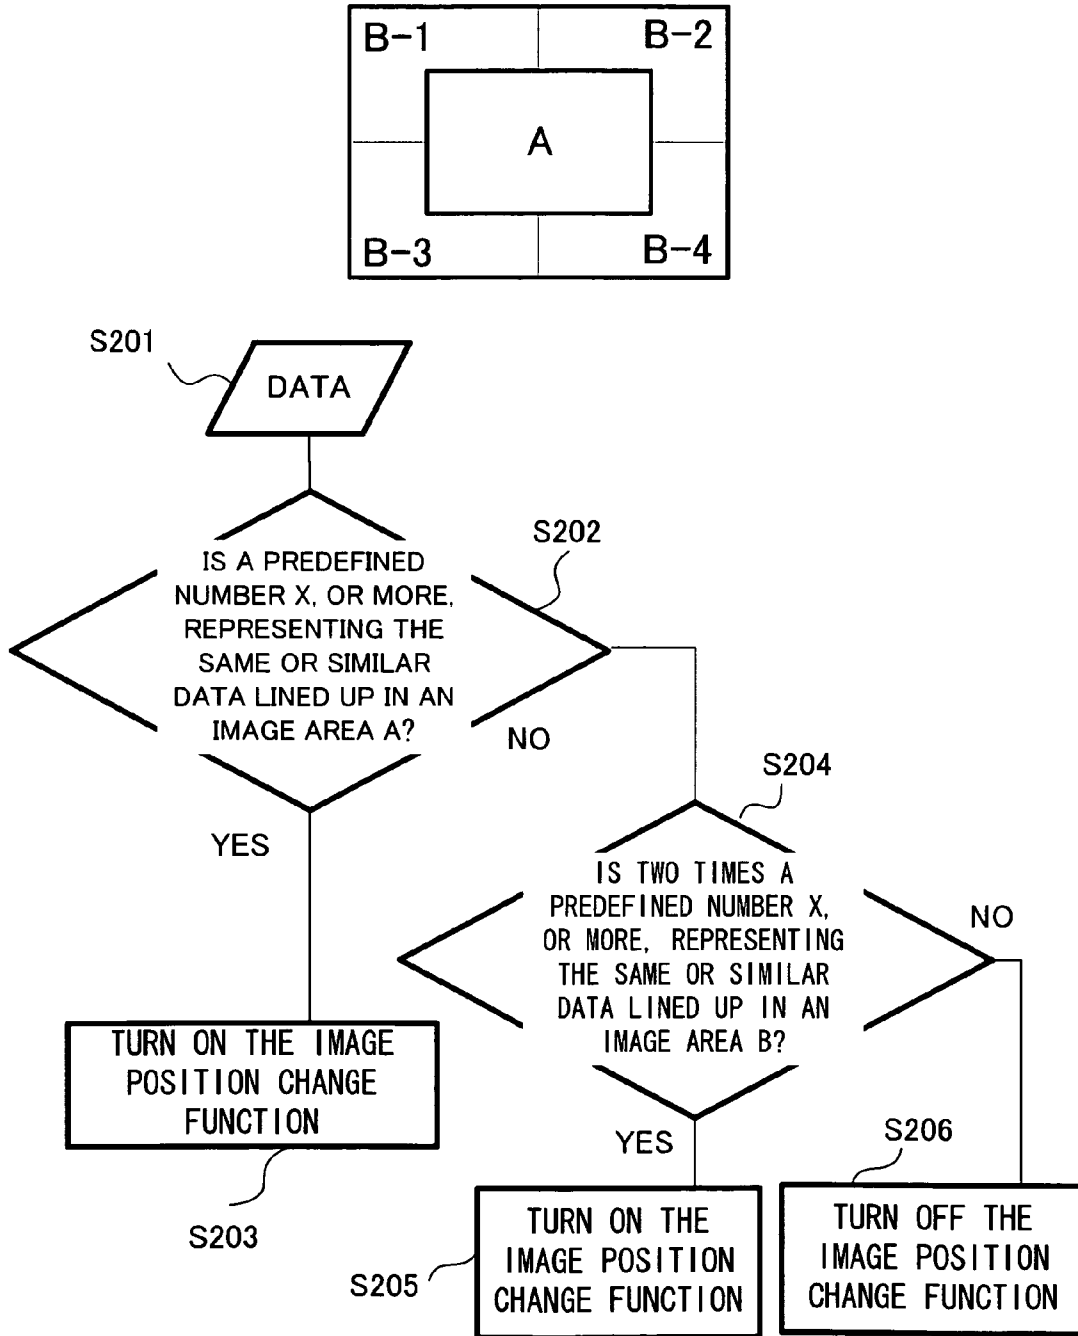 B-1
B-2
A
B-3
B-4
S201
DATA
S202
IS A PREDEFINED
NUMBER X, OR MORE,
REPRESENTING THE
SAME OR SIMILAR
DATA LINED UP IN AN
IMAGE AREA A?
NO
YES
S204
IS TWO TIMES A
PREDEFINED NUMBER X,
OR MORE, REPRESENTING
THE SAME OR SIMILAR
DATA LINED UP IN AN
IMAGE AREA B?
NO
YES
TURN ON THE IMAGE
POSITION CHANGE
FUNCTION
S203
S206
TURN ON THE
IMAGE POSITION
CHANGE FUNCTION
S205
TURN OFF THE
IMAGE POSITION
CHANGE FUNCTION